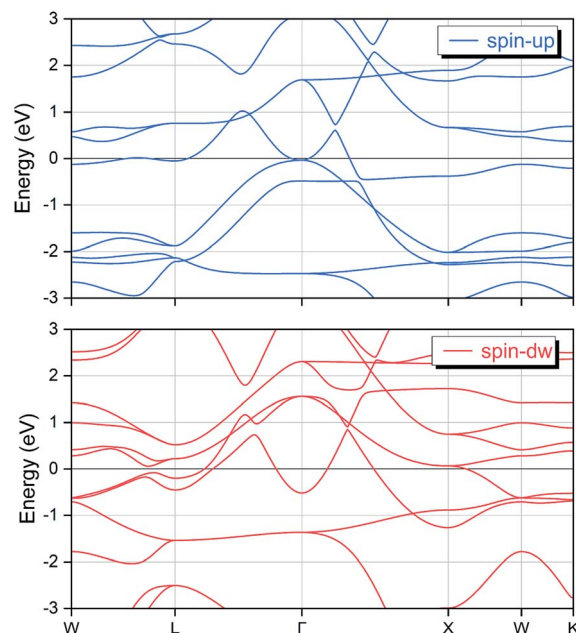 3
spin-up
2
1
0
-1
-2
-3
Energy (eV)
3
spin-dw
2
1
0
-1
-2
-3
Energy (eV)
W L Γ X W K